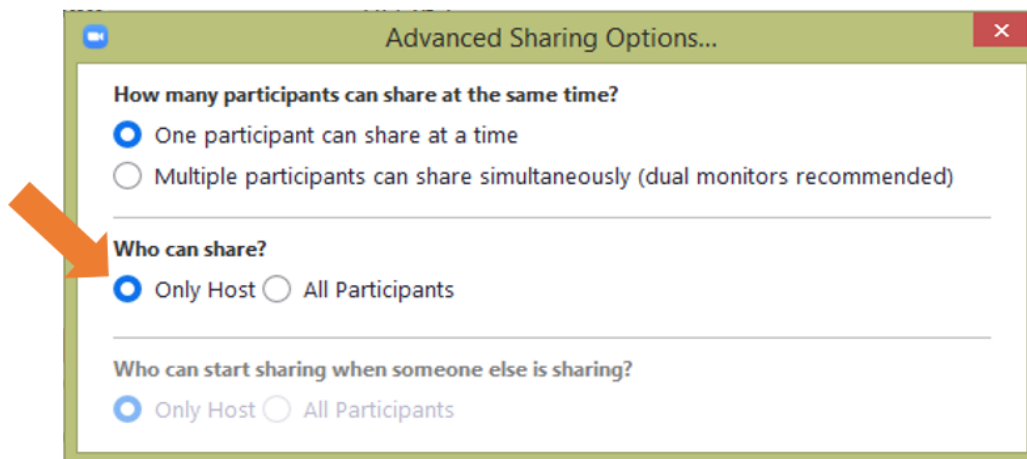 Advanced Sharing Options...
How many participants can share at the same time?
One participant can share at a time
Multiple participants can share simultaneously (dual monitors recommended)
Who can share?
Only Host All Participants
Who can start sharing when someone else is sharing?
Only Host All Participants